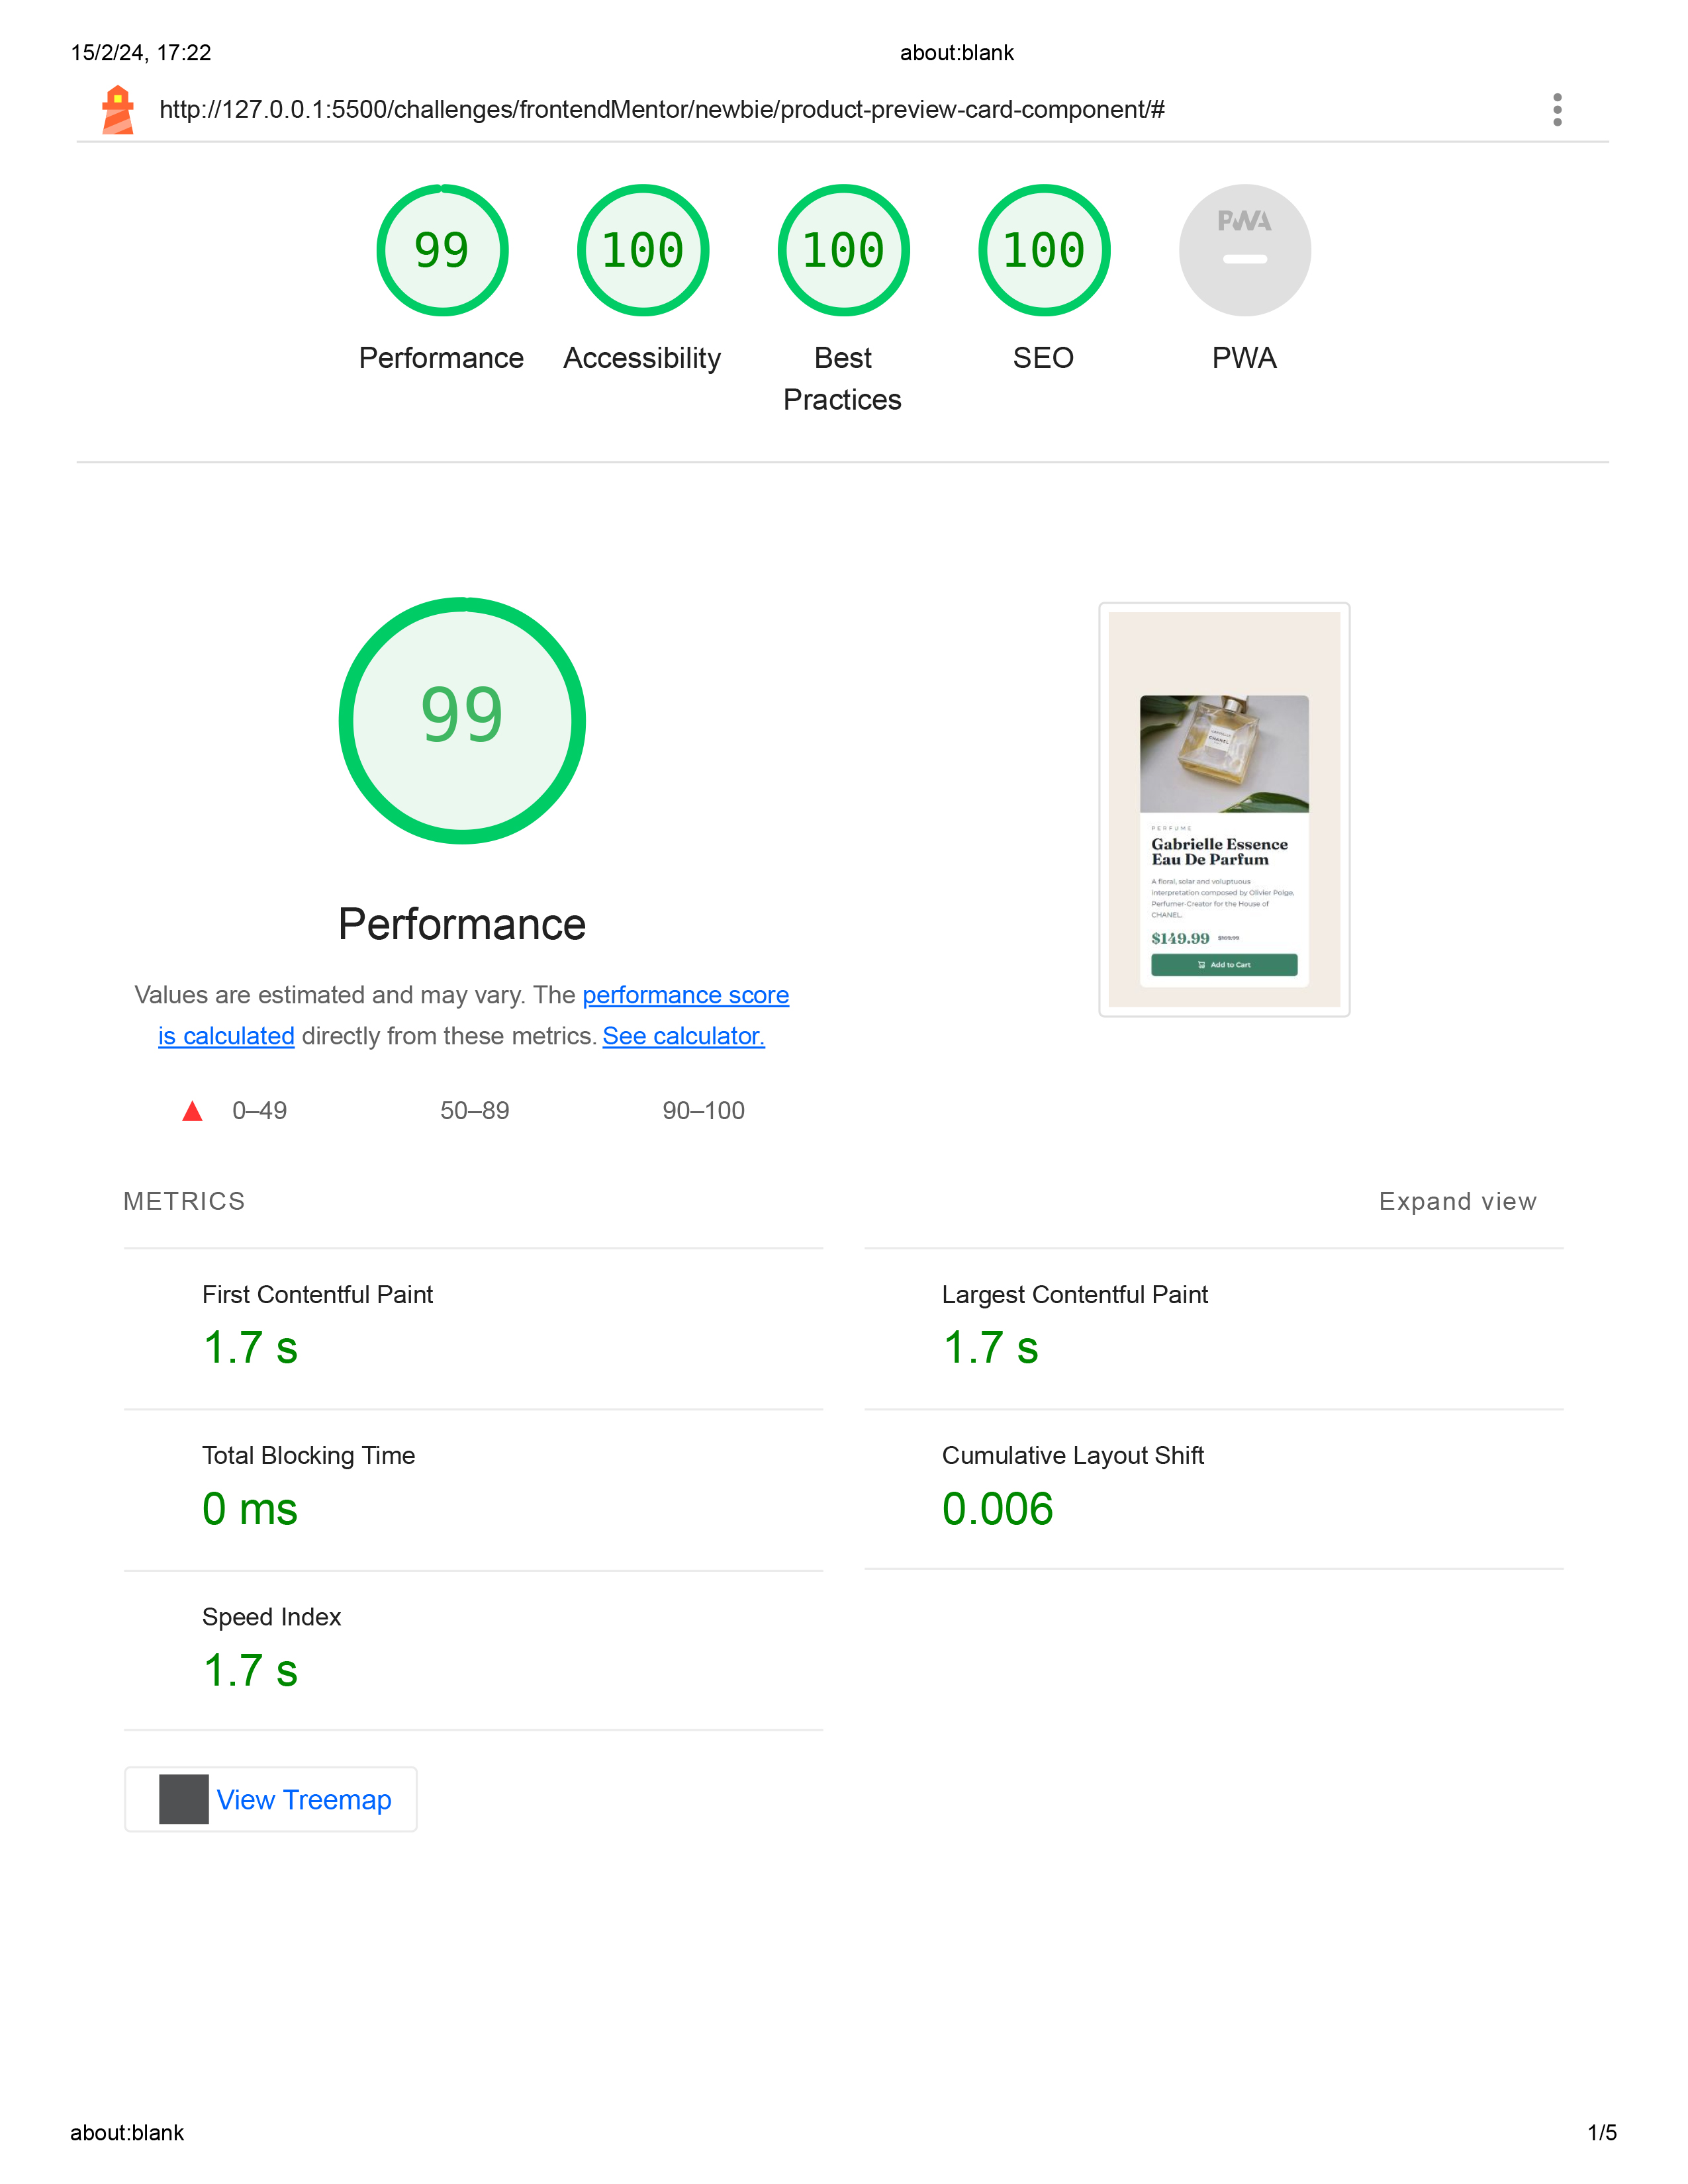 15/2/24, 17:22 about:blank
http://127.0.0.1:5500/challenges/frontendMentor/newbie/product-preview-card-component/#
99 100 100 100 PWA
Performance Accessibility Best Practices SEO PWA
99
Performance
Values are estimated and may vary. The performance score
is calculated directly from these metrics. See calculator.
0–49 50–89 90–100
CHANEL
PERFUME
Gabrielle Essence
Eau De Parfum
A floral, solar and voluptuous
interpretation composed by Olivier Polge,
Perfumer-Creator for the House of
CHANEL.
$149.99 $169.99
Add to Cart
METRICS Expand view
First Contentful Paint
1.7 s
Largest Contentful Paint
1.7 s
Total Blocking Time
0 ms
Cumulative Layout Shift
0.006
Speed Index
1.7 s
View Treemap
about:blank 1/5